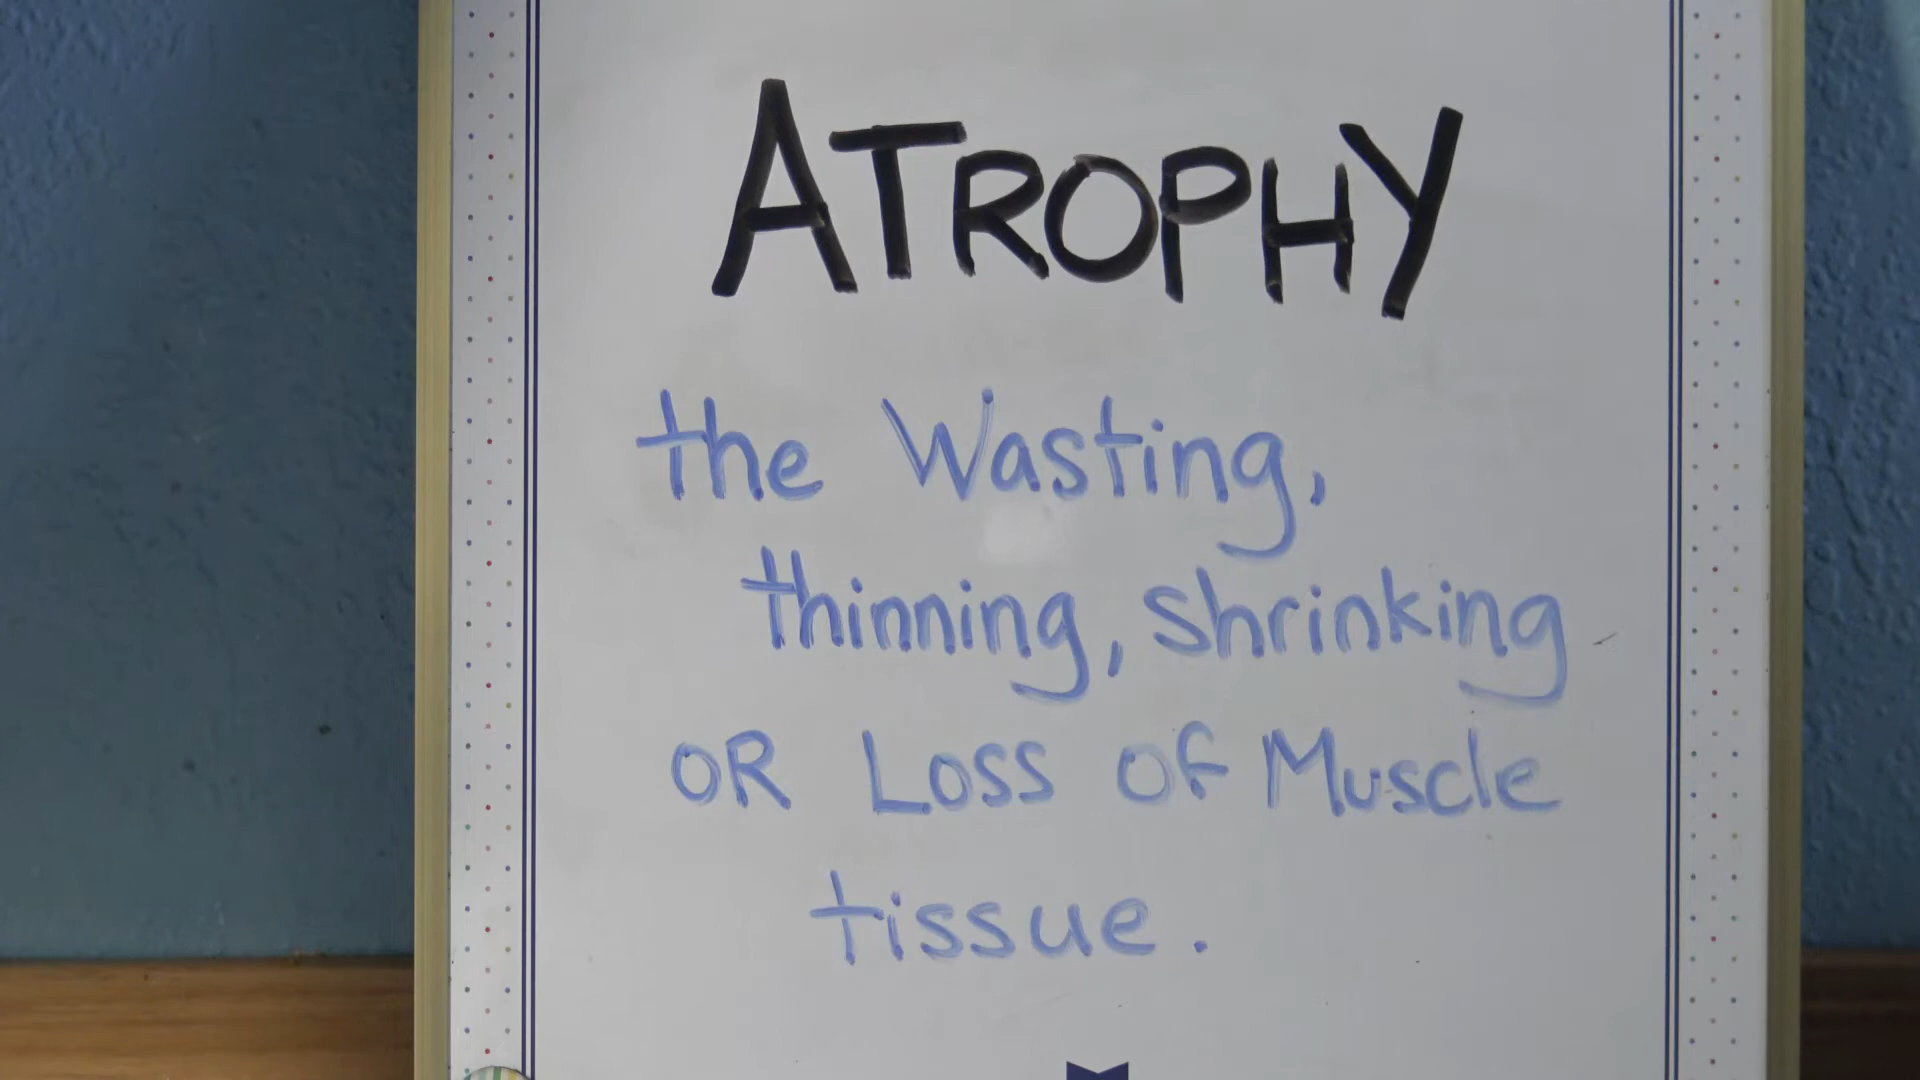 ATROPHY
the Wasting,
thinning, shrinking
OR Loss of Muscle
tissue.